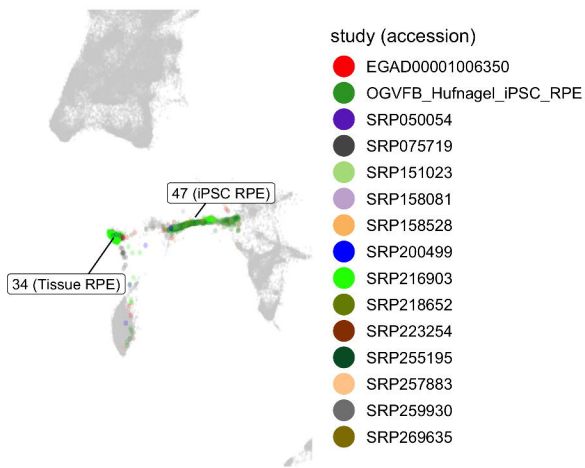 study (accession)
EGAD00001006350
OGVFB_Hufnagel_iPSC_RPE
SRP050054
SRP075719
SRP151023
SRP158081
SRP158528
SRP200499
SRP216903
SRP218652
SRP223254
SRP255195
SRP257883
SRP259930
SRP269635
47 (iPSC RPE)
34 (Tissue RPE)